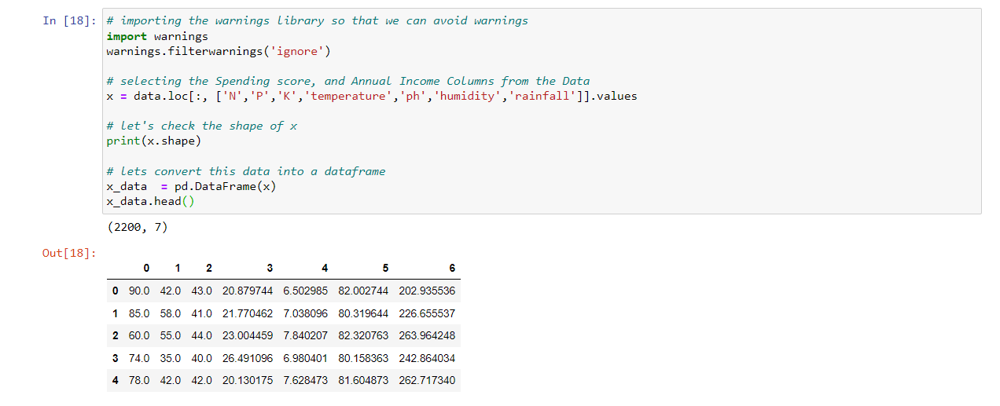 In [18]: # importing the warnings library so that we can avoid warnings
import warnings
warnings.filterwarnings('ignore')
# selecting the Spending score, and Annual Income Columns from the Data
x = data.loc[:, ['N','P','K','temperature','ph','humidity','rainfall']].values
# let's check the shape of x
print(x.shape)
# lets convert this data into a dataframe
x_data  = pd.DataFrame(x)
x_data.head()
(2200, 7)
Out[18]:
0 1 2 3 4 5 6
0 90.0 42.0 43.0 20.879744 6.502985 82.002744 202.935536
1 85.0 58.0 41.0 21.770462 7.038096 80.319644 226.655537
2 60.0 55.0 44.0 23.004459 7.840207 82.320763 263.964248
3 74.0 35.0 40.0 26.491096 6.980401 80.158363 242.864034
4 78.0 42.0 42.0 20.130175 7.628473 81.604873 262.717340